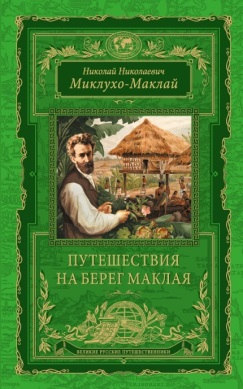 Николай Николаевич
Миклухо-Маклай
ПУТЕШЕСТВИЯ
НА БЕРЕГ МАКЛАЯ
ВЕЛИКИЕ РУССКИЕ ПУТЕШЕСТВЕННИКИ